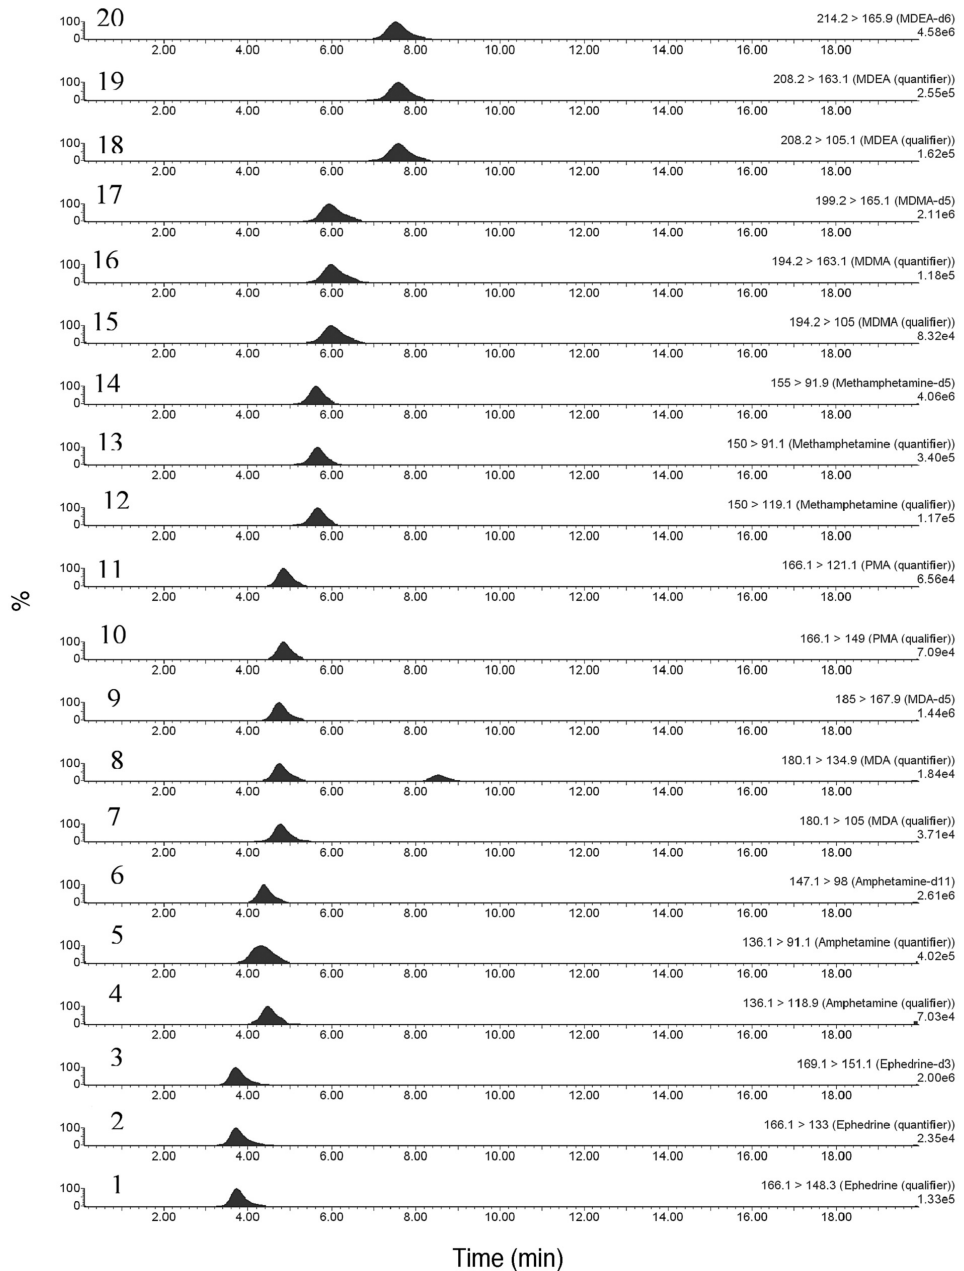 20
100
0
214.2 > 165.9 (MDEA-d6)
4.58e6
2.00 4.00 6.00 8.00 10.00 12.00 14.00 16.00 18.00
19
100
0
208.2 > 163.1 (MDEA (quantifier))
2.55e5
2.00 4.00 6.00 8.00 10.00 12.00 14.00 16.00 18.00
18
100
0
208.2 > 105.1 (MDEA (qualifier))
1.62e5
2.00 4.00 6.00 8.00 10.00 12.00 14.00 16.00 18.00
17
100
0
199.2 > 165.1 (MDMA-d5)
2.11e6
2.00 4.00 6.00 8.00 10.00 12.00 14.00 16.00 18.00
16
100
0
194.2 > 163.1 (MDMA (quantifier))
1.18e5
2.00 4.00 6.00 8.00 10.00 12.00 14.00 16.00 18.00
15
100
0
194.2 > 105 (MDMA (qualifier))
8.32e4
2.00 4.00 6.00 8.00 10.00 12.00 14.00 16.00 18.00
14
100
0
155 > 91.9 (Methamphetamine-d5)
4.06e6
2.00 4.00 6.00 8.00 10.00 12.00 14.00 16.00 18.00
13
100
0
150 > 91.1 (Methamphetamine (quantifier))
3.40e5
2.00 4.00 6.00 8.00 10.00 12.00 14.00 16.00 18.00
12
100
0
150 > 119.1 (Methamphetamine (qualifier))
1.17e5
2.00 4.00 6.00 8.00 10.00 12.00 14.00 16.00 18.00
11
100
0
166.1 > 121.1 (PMA (quantifier))
6.56e4
2.00 4.00 6.00 8.00 10.00 12.00 14.00 16.00 18.00
%
10
100
0
166.1 > 149 (PMA (qualifier))
7.09e4
2.00 4.00 6.00 8.00 10.00 12.00 14.00 16.00 18.00
9
100
0
185 > 167.9 (MDA-d5)
1.44e6
2.00 4.00 6.00 8.00 10.00 12.00 14.00 16.00 18.00
8
100
0
180.1 > 134.9 (MDA (quantifier))
1.84e4
2.00 4.00 6.00 8.00 10.00 12.00 14.00 16.00 18.00
7
100
0
180.1 > 105 (MDA (qualifier))
3.71e4
2.00 4.00 6.00 8.00 10.00 12.00 14.00 16.00 18.00
6
100
0
147.1 > 98 (Amphetamine-d11)
2.61e6
2.00 4.00 6.00 8.00 10.00 12.00 14.00 16.00 18.00
5
100
0
136.1 > 91.1 (Amphetamine (quantifier))
4.02e5
2.00 4.00 6.00 8.00 10.00 12.00 14.00 16.00 18.00
4
100
0
136.1 > 118.9 (Amphetamine (qualifier))
7.03e4
2.00 4.00 6.00 8.00 10.00 12.00 14.00 16.00 18.00
3
100
0
169.1 > 151.1 (Ephedrine-d3)
2.00e6
2.00 4.00 6.00 8.00 10.00 12.00 14.00 16.00 18.00
2
100
0
166.1 > 133 (Ephedrine (quantifier))
2.35e4
2.00 4.00 6.00 8.00 10.00 12.00 14.00 16.00 18.00
1
100
0
166.1 > 148.3 (Ephedrine (qualifier))
1.33e5
2.00 4.00 6.00 8.00 10.00 12.00 14.00 16.00 18.00
Time (min)